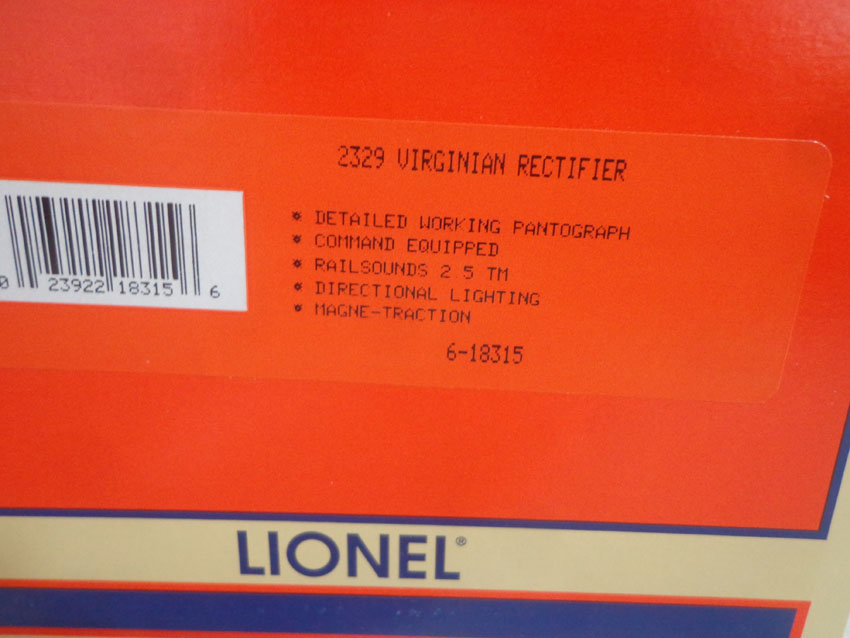 2329 VIRGINIAN RECTIFIER
* DETAILED WORKING PANTOGRAPH
* COMMAND EQUIPPED
* RAILSOUNDS 2.5 TM
* DIRECTIONAL LIGHTING
* MAGNE-TRACTION
6-18315
0 23922 18315 6
LIONEL®